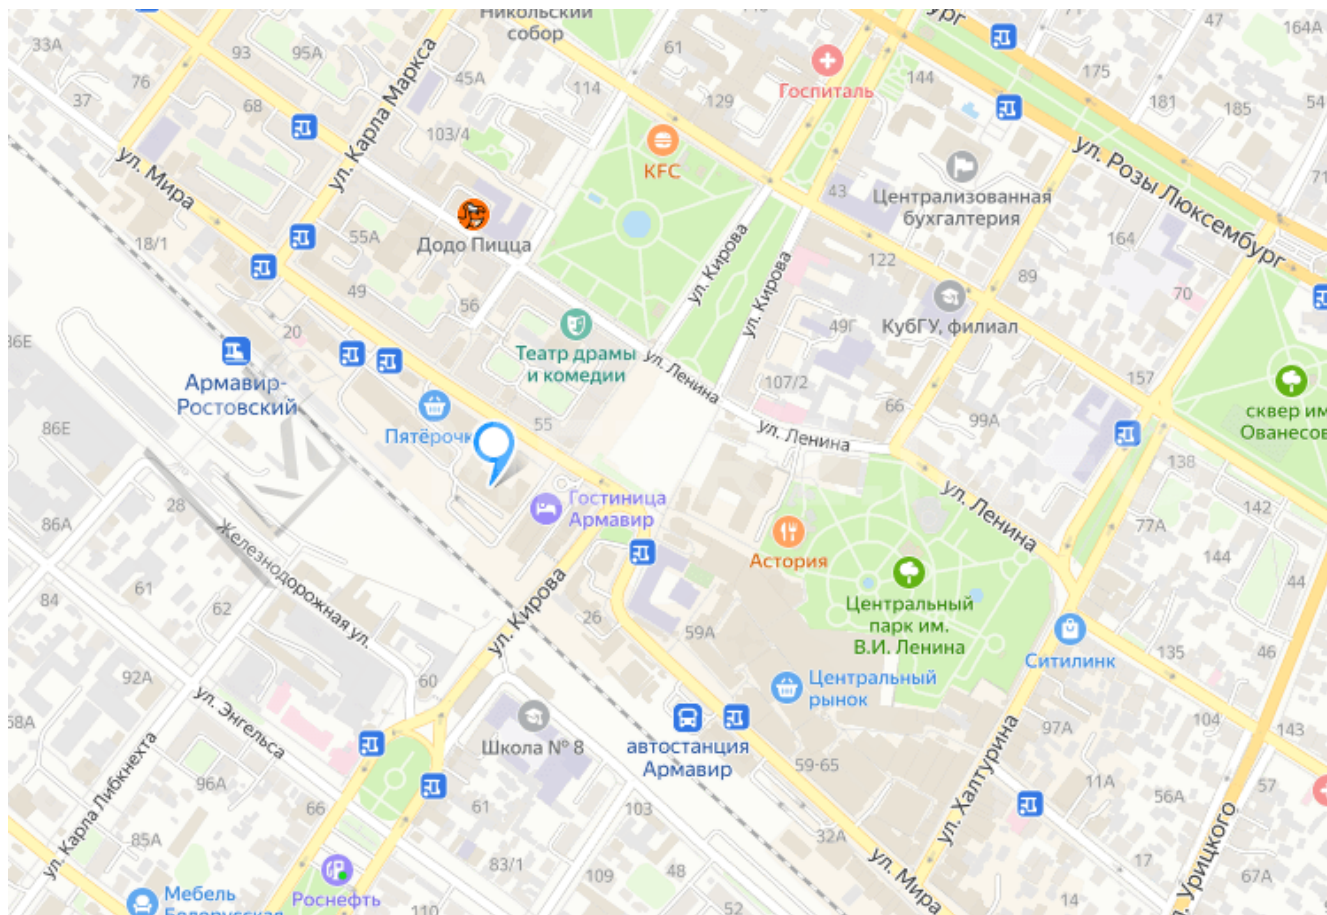 Никольский
собор
33А
93
95А
61
47
164А
76
37
68
ул. Карла Маркса
45А
114
129
Госпиталь
144
175
181
185
54
103/4
KFC
ул. Мира
43
Централизованная
бухгалтерия
ул. Розы Люксембург
71
18/1
55А
Додо Пицца
ул. Кирова
ул. Кирова
122
164
89
70
49
56
20
Театр драмы
и комедии
49Г
КубГУ, филиал
86Е
Армавир-
Ростовский
ул. Ленина
107/2
66
157
99А
сквер им
Ованесов
86Е
Пятёрочк
55
ул. Ленина
138
28
Гостиница
Армавир
ул. Ленина
142
86А
Железнодорожная ул.
77А
144
44
Астория
61
62
84
ул. Кирова
26
59А
Центральный
парк им.
В.И. Ленина
Ситилинк
135
46
92А
60
Центральный
рынок
58А
ул. Энгельса
Школа № 8
автостанция
Армавир
97А
104
143
59-65
ул. Халтурина
ул. Карла Либкнехта
96А
66
61
103
11А
56А
57
85А
32А
83/1
109
48
ул. Мира
17
67А
Урицкого
Мебель
Белорусская
Роснефть
110
52
14